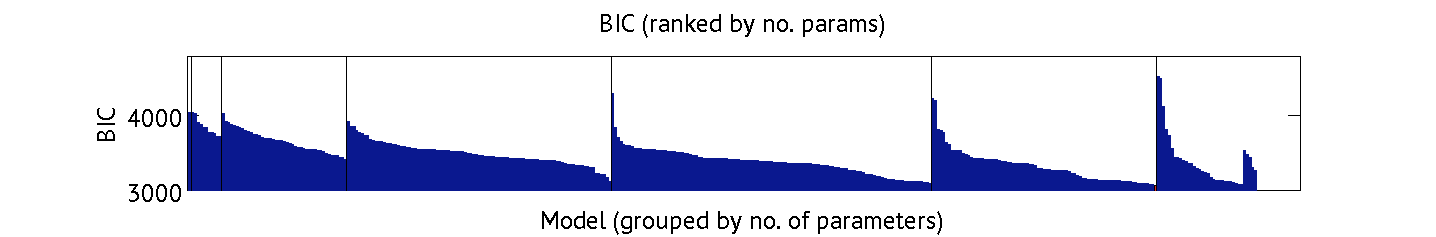 BIC (ranked by no. params)
BIC
4000
3000
Model (grouped by no. of parameters)